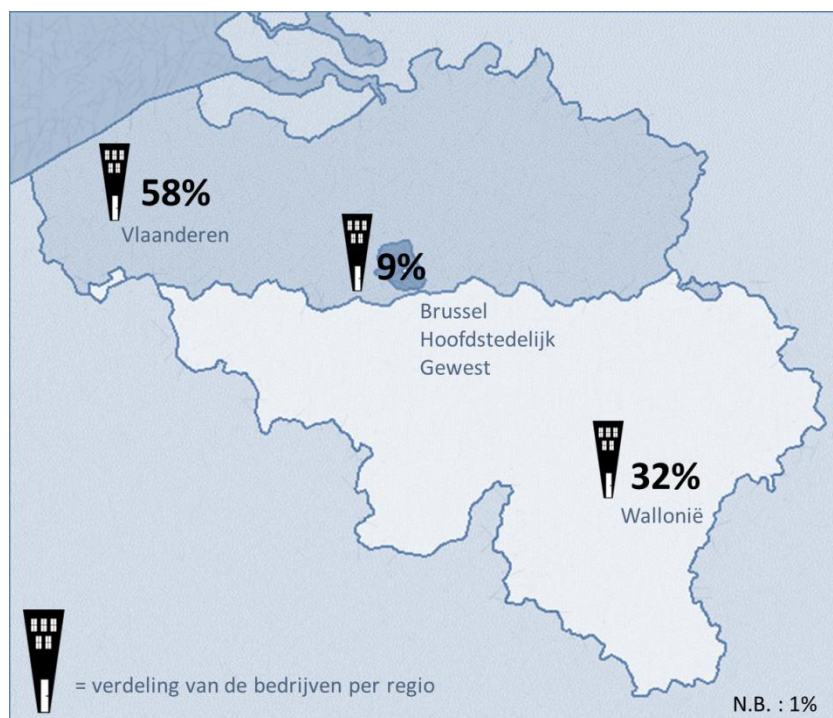 58%
Vlaanderen
9%
Brussel
Hoofdstedelijk
Gewest
32%
Wallonië
= verdeling van de bedrijven per regio
N.B. : 1%